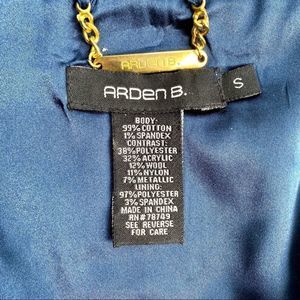 ARDEN B.
ARDEN B.
S
BODY:
99% COTTON
1% SPANDEX
CONTRAST:
38% POLYESTER
32% ACRYLIC
12% WOOL
11% NYLON
7% METALLIC
LINING:
97% POLYESTER
3% SPANDEX
MADE IN CHINA
RN# 78749
SEE REVERSE
FOR CARE